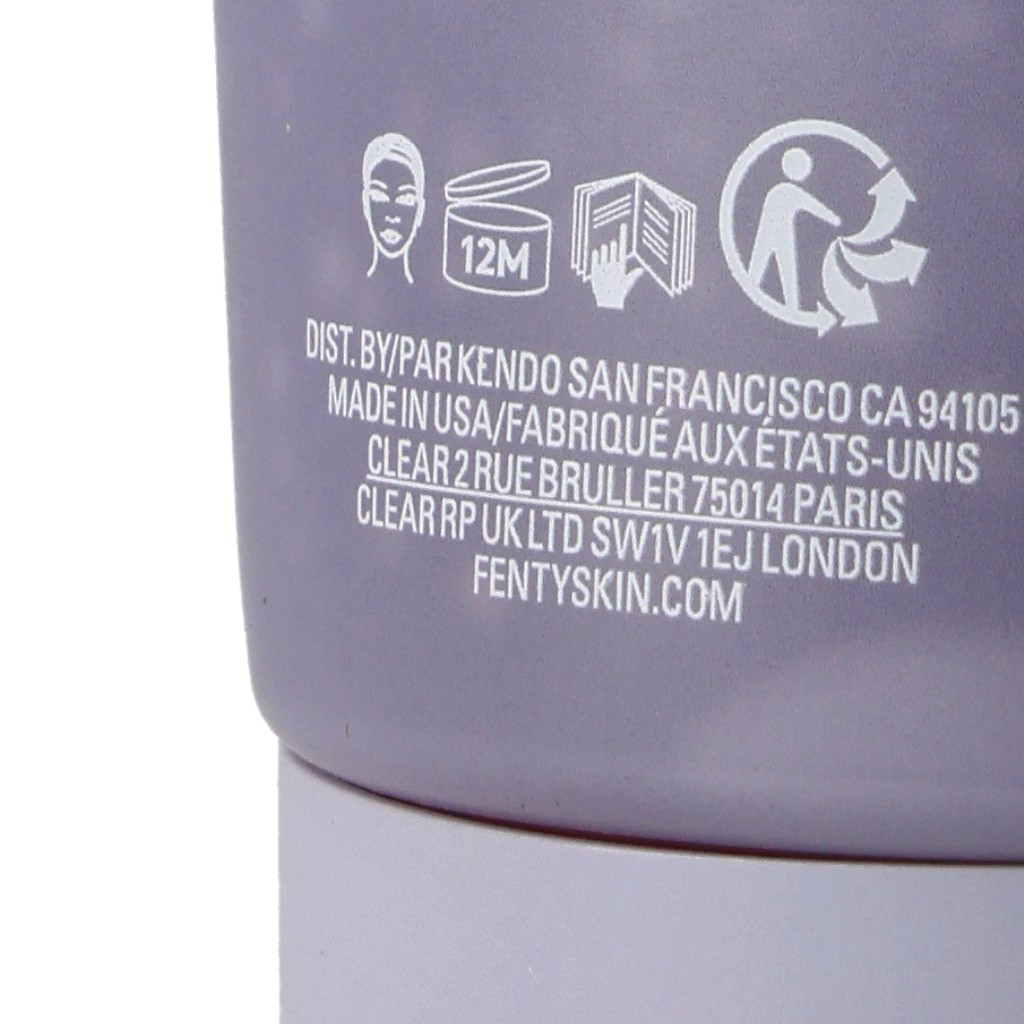 12M
DIST. BY/PAR KENDO SAN FRANCISCO CA 94105
MADE IN USA/FABRIQUÉ AUX ÉTATS-UNIS
CLEAR 2 RUE BRULLER 75014 PARIS
CLEAR RP UK LTD SW1V 1EJ LONDON
FENTYSKIN.COM